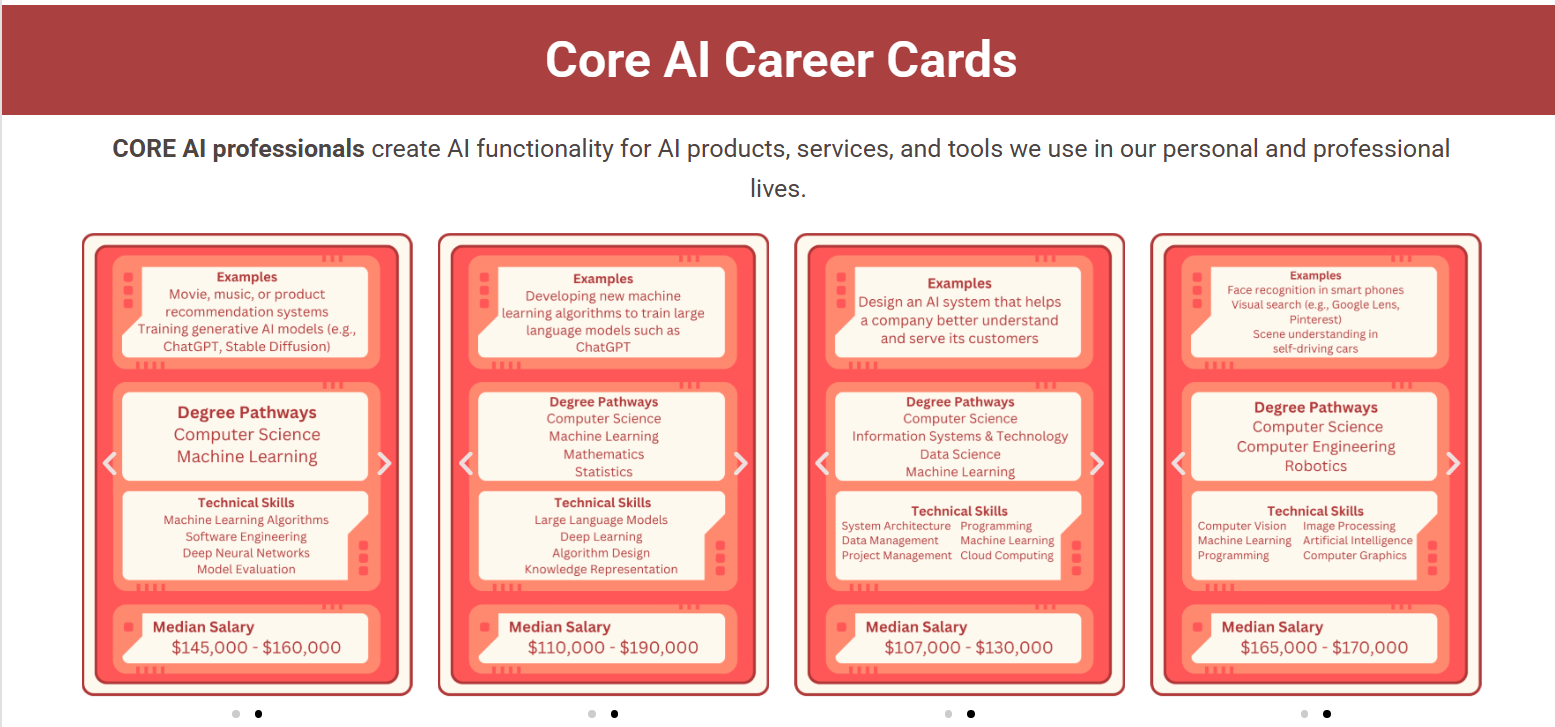 Core AI Career Cards
CORE AI professionals create AI functionality for AI products, services, and tools we use in our personal and professional
lives.
Examples
Movie, music, or product
recommendation systems
Training generative AI models (e.g.,
ChatGPT, Stable Diffusion)
Degree Pathways
Computer Science
Machine Learning
Technical Skills
Machine Learning Algorithms
Software Engineering
Deep Neural Networks
Model Evaluation
Median Salary
$145,000 - $160,000
Examples
Developing new machine
learning algorithms to train large
language models such as
ChatGPT
Degree Pathways
Computer Science
Machine Learning
Mathematics
Statistics
Technical Skills
Large Language Models
Deep Learning
Algorithm Design
Knowledge Representation
Median Salary
$110,000 - $190,000
Examples
Design an AI system that helps
a company better understand
and serve its customers
Degree Pathways
Computer Science
Information Systems & Technology
Data Science
Machine Learning
Technical Skills
System Architecture Programming
Data Management Machine Learning
Project Management Cloud Computing
Median Salary
$107,000 - $130,000
Examples
Face recognition in smart phones
Visual search (e.g., Google Lens,
Pinterest)
Scene understanding in
self-driving cars
Degree Pathways
Computer Science
Computer Engineering
Robotics
Technical Skills
Computer Vision Image Processing
Machine Learning Artificial Intelligence
Programming Computer Graphics
Median Salary
$165,000 - $170,000